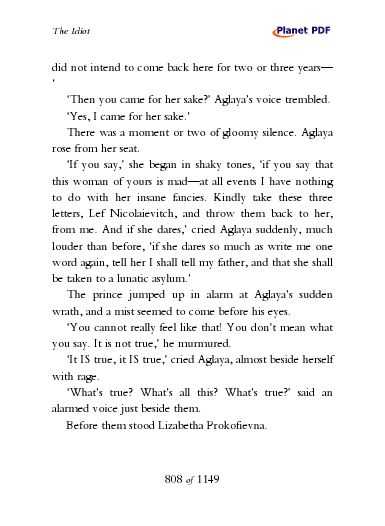 The Idiot
Planet PDF
did not intend to come back here for two or three years—
'
'Then you came for her sake?' Aglaya's voice trembled.
'Yes, I came for her sake.'
There was a moment or two of gloomy silence. Aglaya
rose from her seat.
'If you say,' she began in shaky tones, 'if you say that
this woman of yours is mad—at all events I have nothing
to do with her insane fancies. Kindly take these three
letters, Lef Nicolaievitch, and throw them back to her,
from me. And if she dares,' cried Aglaya suddenly, much
louder than before, 'if she dares so much as write me one
word again, tell her I shall tell my father, and that she shall
be taken to a lunatic asylum.'
The prince jumped up in alarm at Aglaya's sudden
wrath, and a mist seemed to come before his eyes.
'You cannot really feel like that! You don't mean what
you say. It is not true,' he murmured.
'It IS true, it IS true,' cried Aglaya, almost beside herself
with rage.
'What's true? What's all this? What's true?' said an
alarmed voice just beside them.
Before them stood Lizabetha Prokofievna.
808 of 1149